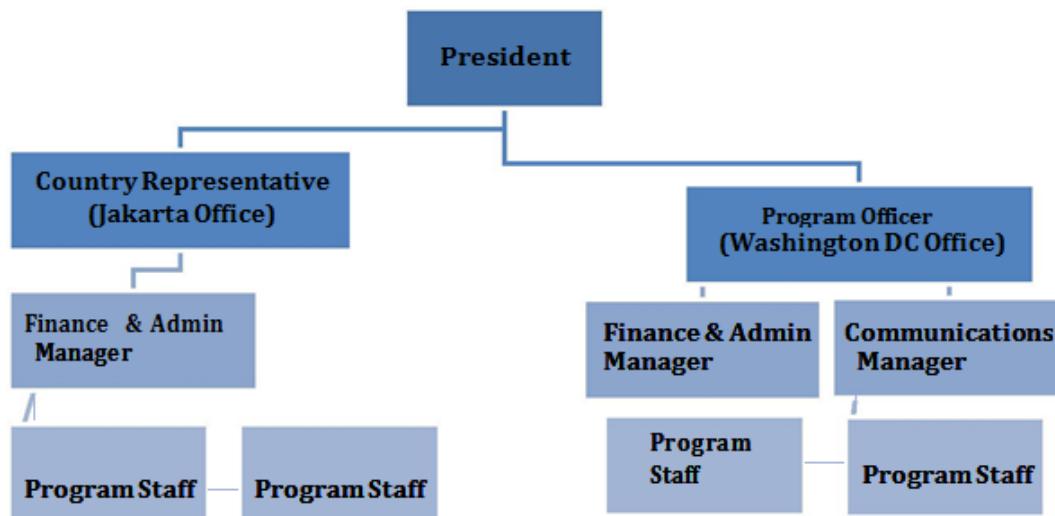 President
Country Representative
(Jakarta Office)
Program Officer
(Washington DC Office)
Finance & Admin
Manager
Finance & Admin
Manager
Communications
Manager
Program Staff
Program Staff
Program
Staff
Program Staff